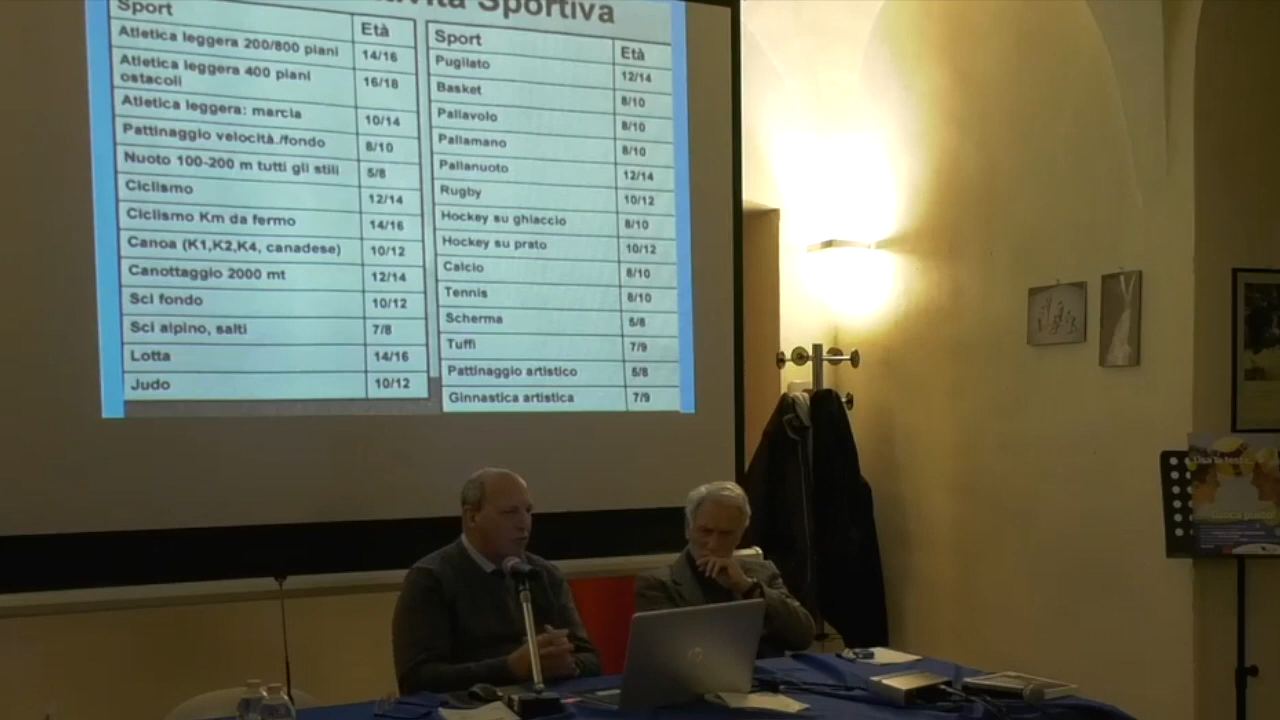 ività Sportiva
Sport Età
Atletica leggera 200/800 piani 14/16
Atletica leggera 400 piani
ostacoli 16/18
Atletica leggera: marcia 10/14
Pattinaggio velocità./fondo 8/10
Nuoto 100-200 m tutti gli stili 5/8
Ciclismo 12/14
Ciclismo Km da fermo 14/16
Canoa (K1,K2,K4, canadese) 10/12
Canottaggio 2000 mt 12/14
Sci fondo 10/12
Sci alpino, salti 7/8
Lotta 14/16
Judo 10/12
Sport Età
Pugilato 12/14
Basket 8/10
Pallavolo 8/10
Pallamano 8/10
Pallanuoto 12/14
Rugby 10/12
Hockey su ghiaccio 8/10
Hockey su prato 10/12
Calcio 8/10
Tennis 8/10
Scherma 5/8
Tuffi 7/9
Pattinaggio artistico 5/8
Ginnastica artistica 7/9
hp